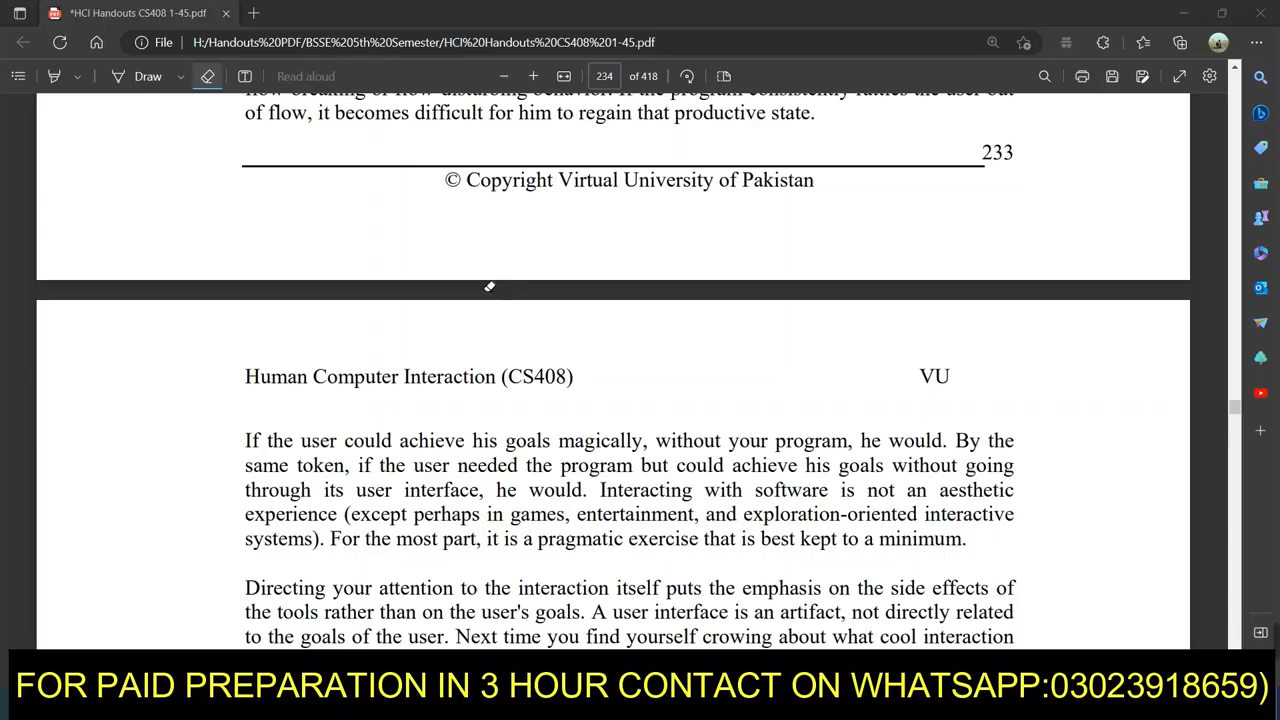 *HCI Handouts CS408 1-45.pdf
File H:/Handouts%20PDF/BSSE%205th%20Semester/HCI%20Handouts%20CS408%201-45.pdf
Draw Read aloud 234 of 418
of flow, it becomes difficult for him to regain that productive state.
233
© Copyright Virtual University of Pakistan
Human Computer Interaction (CS408) VU
If the user could achieve his goals magically, without your program, he would. By the
same token, if the user needed the program but could achieve his goals without going
through its user interface, he would. Interacting with software is not an aesthetic
experience (except perhaps in games, entertainment, and exploration-oriented interactive
systems). For the most part, it is a pragmatic exercise that is best kept to a minimum.
Directing your attention to the interaction itself puts the emphasis on the side effects of
the tools rather than on the user's goals. A user interface is an artifact, not directly related
to the goals of the user. Next time you find yourself crowing about what cool interaction
FOR PAID PREPARATION IN 3 HOUR CONTACT ON WHATSAPP:03023918659)